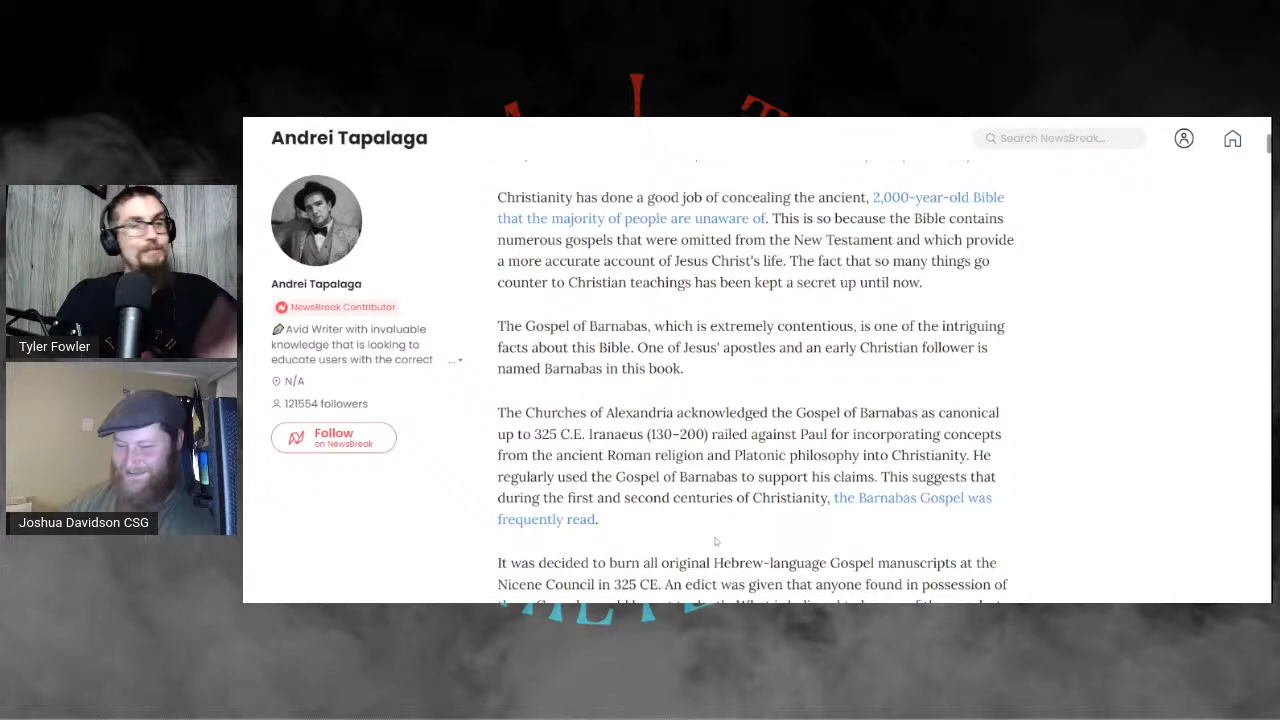 Andrei Tapalaga
Search NewsBreak...
Christianity has done a good job of concealing the ancient, 2,000-year-old Bible
that the majority of people are unaware of. This is so because the Bible contains
numerous gospels that were omitted from the New Testament and which provide
a more accurate account of Jesus Christ's life. The fact that so many things go
counter to Christian teachings has been kept a secret up until now.
Andrei Tapalaga
NewsBreak Contributor
Avid Writer with invaluable
knowledge that is looking to
educate users with the correct ...
N/A
121554 followers
Follow
on NewsBreak
The Gospel of Barnabas, which is extremely contentious, is one of the intriguing
facts about this Bible. One of Jesus' apostles and an early Christian follower is
named Barnabas in this book.
The Churches of Alexandria acknowledged the Gospel of Barnabas as canonical
up to 325 C.E. Iranaeus (130–200) railed against Paul for incorporating concepts
from the ancient Roman religion and Platonic philosophy into Christianity. He
regularly used the Gospel of Barnabas to support his claims. This suggests that
during the first and second centuries of Christianity, the Barnabas Gospel was
frequently read.
It was decided to burn all original Hebrew-language Gospel manuscripts at the
Nicene Council in 325 CE. An edict was given that anyone found in possession of
Tyler Fowler
Joshua Davidson CSG